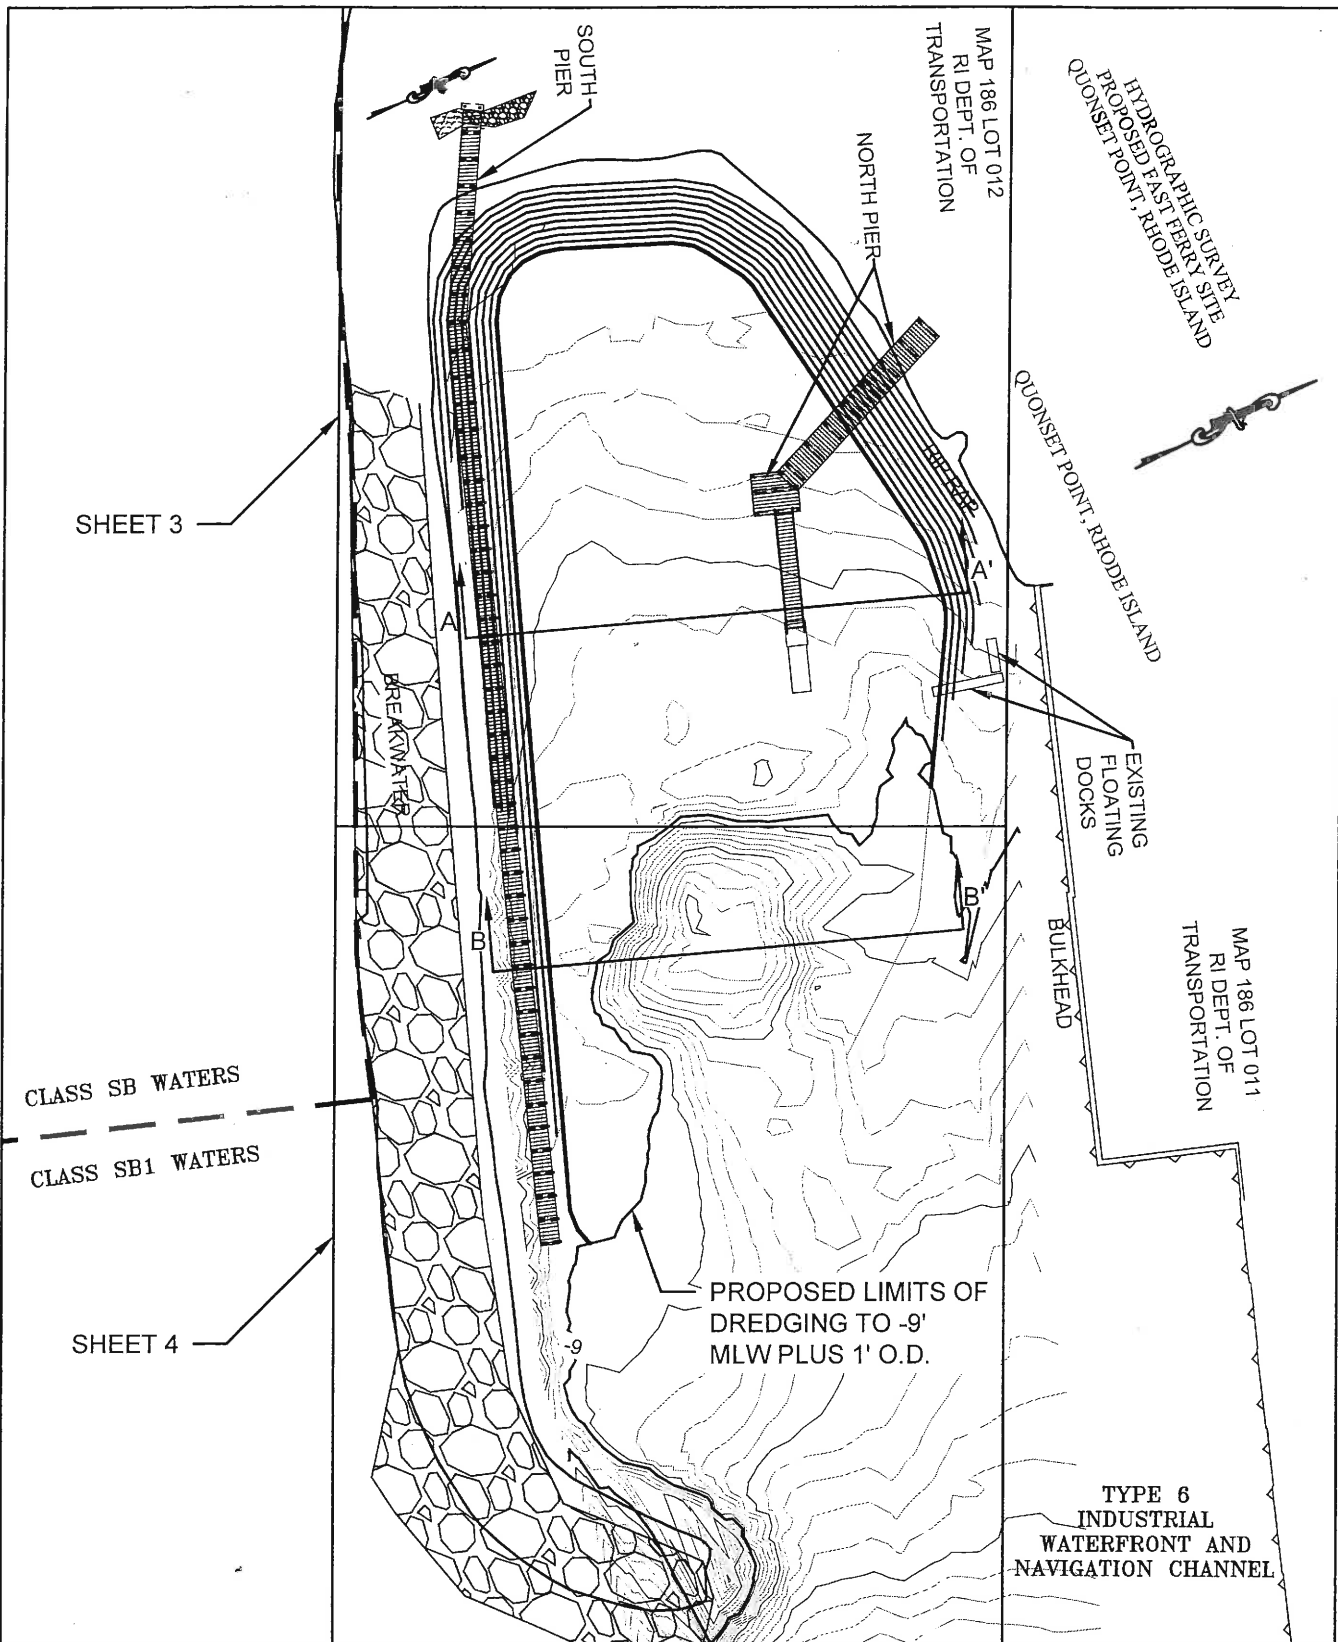 SOUTH
PIER
MAP 186 LOT 012
RI DEPT. OF
TRANSPORTATION
HYDROGRAPHIC SURVEY
PROPOSED FAST FERRY SITE
QUONSET POINT, RHODE ISLAND
NORTH PIER
QUONSET POINT, RHODE ISLAND
RIP RAP
SHEET 3
A
A'
BREAKWATER
EXISTING
FLOATING
DOCKS
B
B'
BULKHEAD
MAP 186 LOT 011
RI DEPT. OF
TRANSPORTATION
CLASS SB WATERS
CLASS SB1 WATERS
PROPOSED LIMITS OF
DREDGING TO -9'
MLW PLUS 1' O.D.
SHEET 4
-9
TYPE 6
INDUSTRIAL
WATERFRONT AND
NAVIGATION CHANNEL